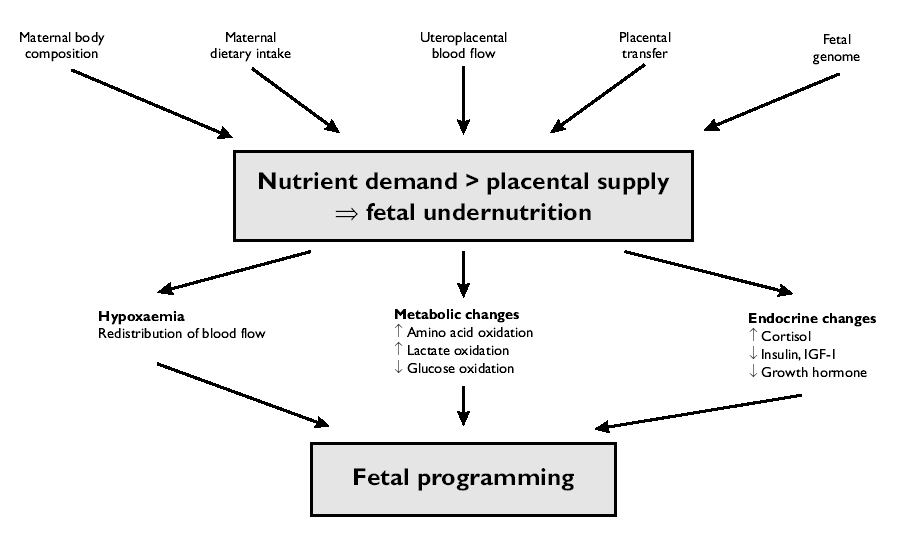 Maternal body
composition
Maternal
dietary intake
Uteroplacental
blood flow
Placental
transfer
Fetal
genome
Nutrient demand > placental supply
⇒ fetal undernutrition
Hypoxaemia
Redistribution of blood flow
Metabolic changes
↑ Amino acid oxidation
↑ Lactate oxidation
↓ Glucose oxidation
Endocrine changes
↑ Cortisol
↓ Insulin, IGF-I
↓ Growth hormone
Fetal programming